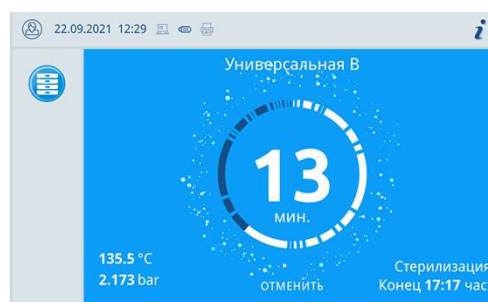 22.09.2021 12:29
i
Универсальная В
13
мин.
135.5 °C
2.173 bar
ОТМЕНИТЬ
Стерилизация
Конец 17:17 час